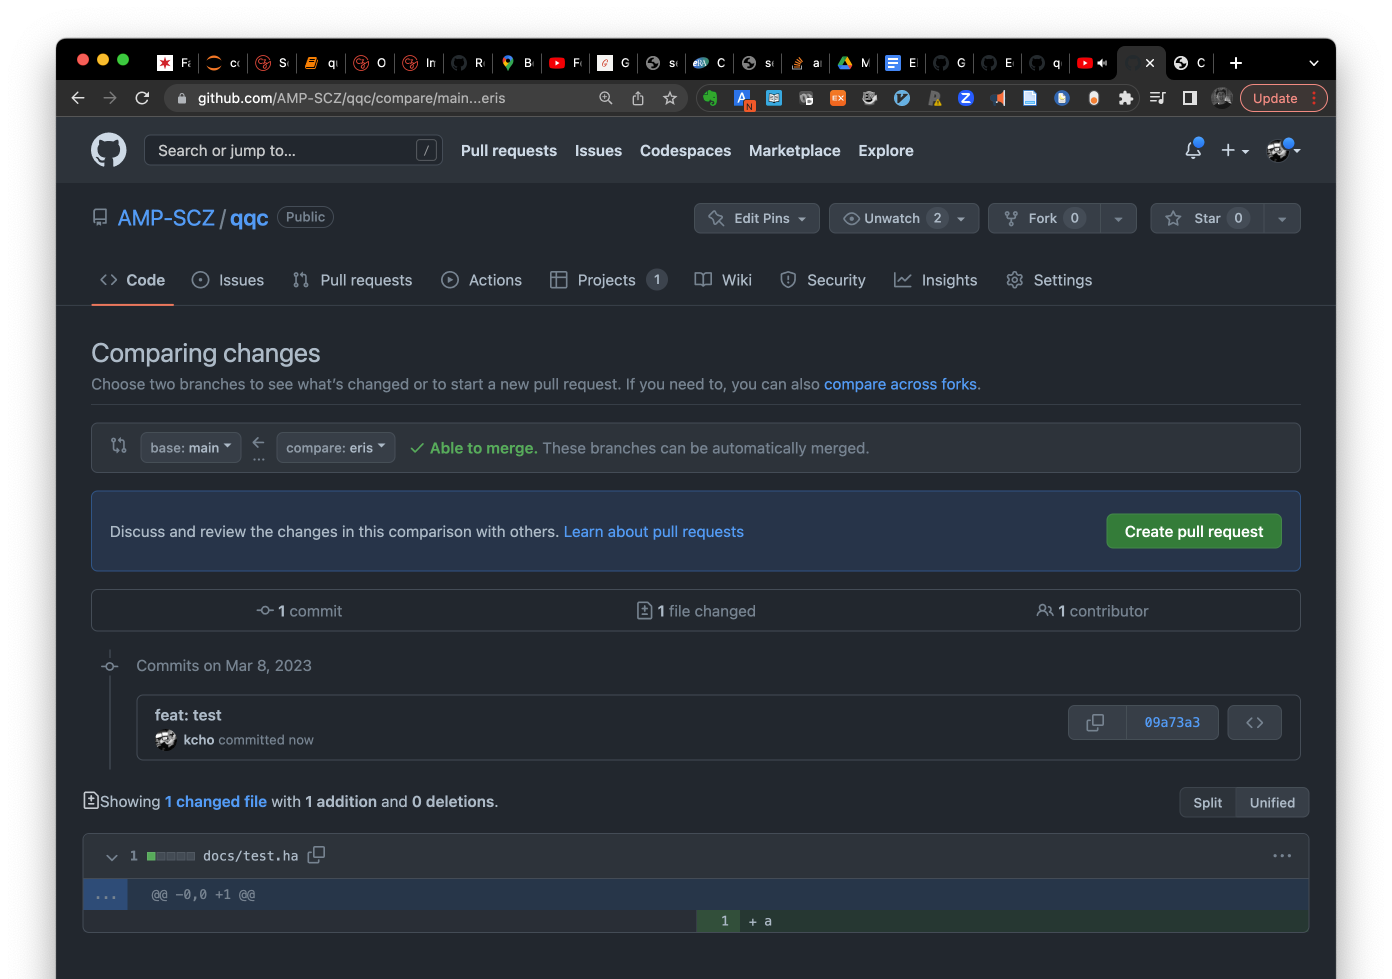 Fa
cc
Sı
qı
O
In
Re
B
F
G
sc
C
sc
a
M
E
G
E
q
C
github.com/AMP-SCZ/qqc/compare/main...eris
A
N
EX
Z
Update
Search or jump to...
/
Pull requests
Issues
Codespaces
Marketplace
Explore
AMP-SCZ / qqc
Public
Edit Pins
Unwatch 2
Fork 0
Star 0
Code
Issues
Pull requests
Actions
Projects 1
Wiki
Security
Insights
Settings
Comparing changes
Choose two branches to see what's changed or to start a new pull request. If you need to, you can also compare across forks.
base: main
...
compare: eris
Able to merge. These branches can be automatically merged.
Discuss and review the changes in this comparison with others. Learn about pull requests
Create pull request
1 commit
1 file changed
1 contributor
Commits on Mar 8, 2023
feat: test
09a73a3
kcho committed now
Showing 1 changed file with 1 addition and 0 deletions.
Split
Unified
1
docs/test.ha
...
...
@@ -0,0 +1 @@
1 + a